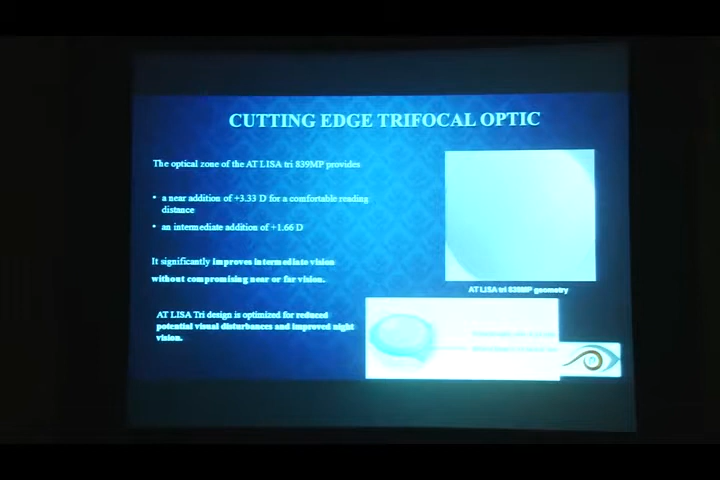 CUTTING EDGE TRIFOCAL OPTIC
The optical zone of the AT LISA tri 839MP provides
• a near addition of +3.33 D for a comfortable reading
distance
• an intermediate addition of +1.66 D
It significantly improves intermediate vision
without compromising near or far vision.
AT LISA tri 839MP geometry
AT LISA Tri design is optimized for reduced
potential visual disturbances and improved night
vision.